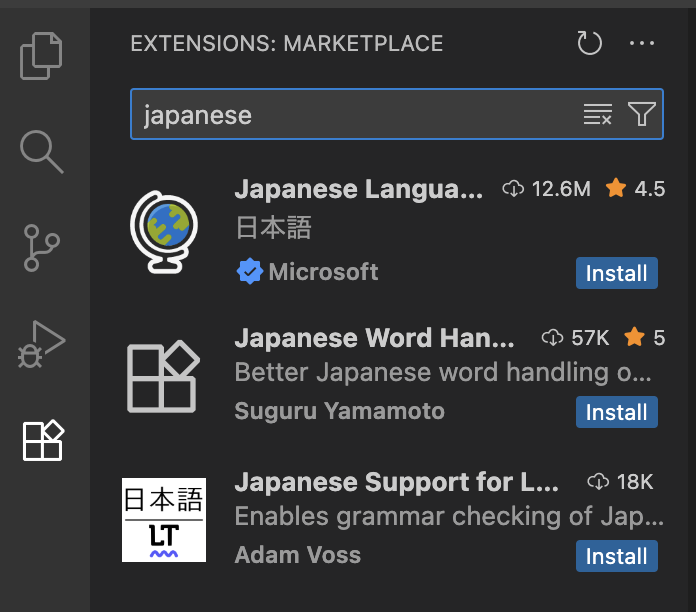 EXTENSIONS: MARKETPLACE
japanese
Japanese Langua... 12.6M 4.5
日本語
Microsoft Install
Japanese Word Han... 57K 5
Better Japanese word handling o...
Suguru Yamamoto Install
日本語
LT
Japanese Support for L... 18K
Enables grammar checking of Jap...
Adam Voss Install